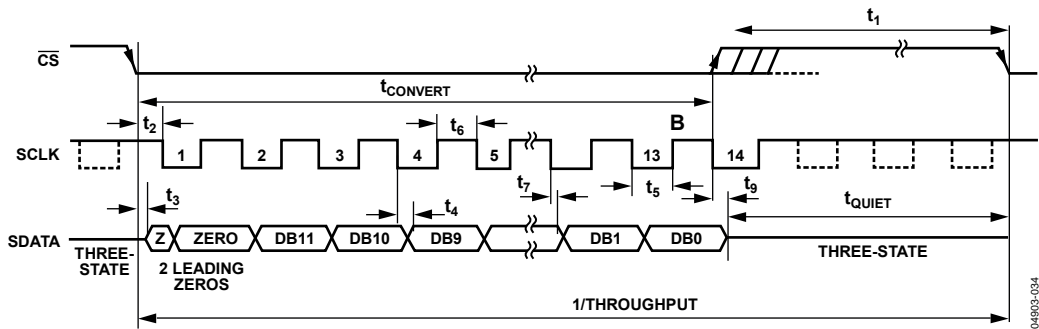 t1
CS
tCONVERT
t2
t6
B
SCLK
1
2
3
4
5
13
14
t3
t7
t4
t5
t9
tQUIET
SDATA
Z
ZERO
DB11
DB10
DB9
DB1
DB0
THREE-
STATE
THREE-STATE
2 LEADING
ZEROS
1/THROUGHPUT
04903-034